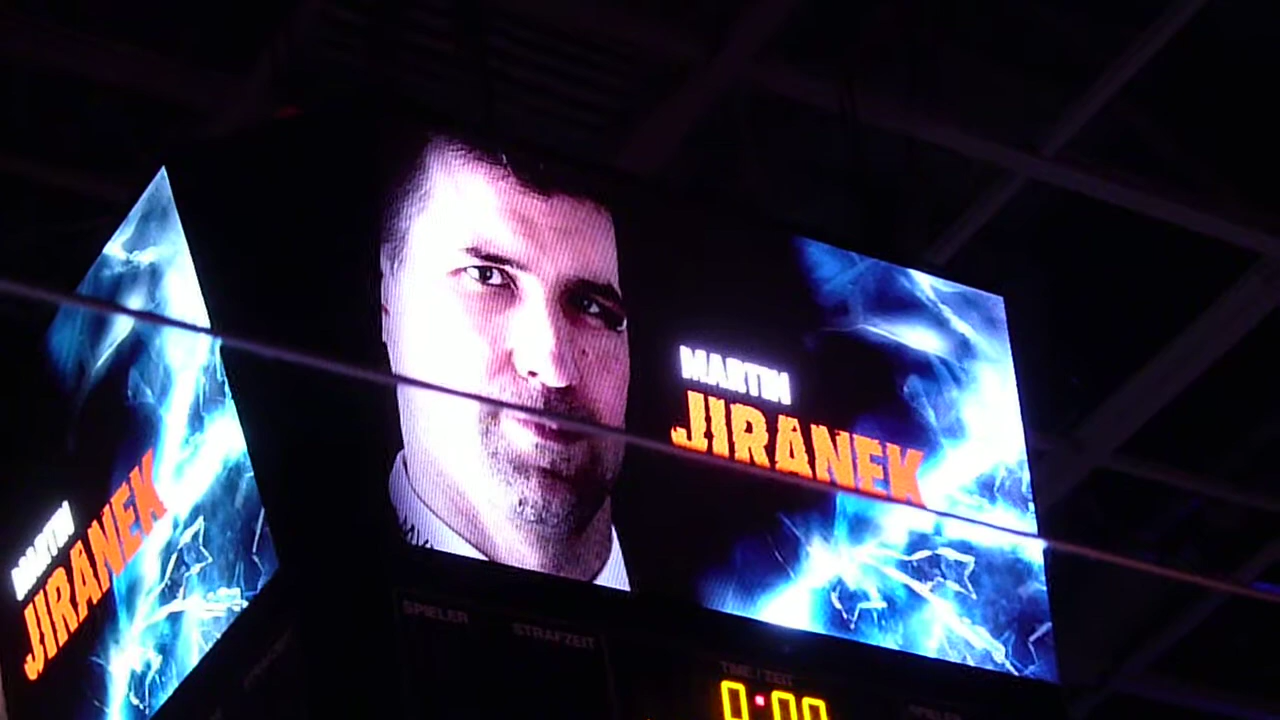 MARTIN
JIRANEK
MARTIN
JIRANEK
SPIELER STRAFZEIT
TIME / ZEIT
0:00